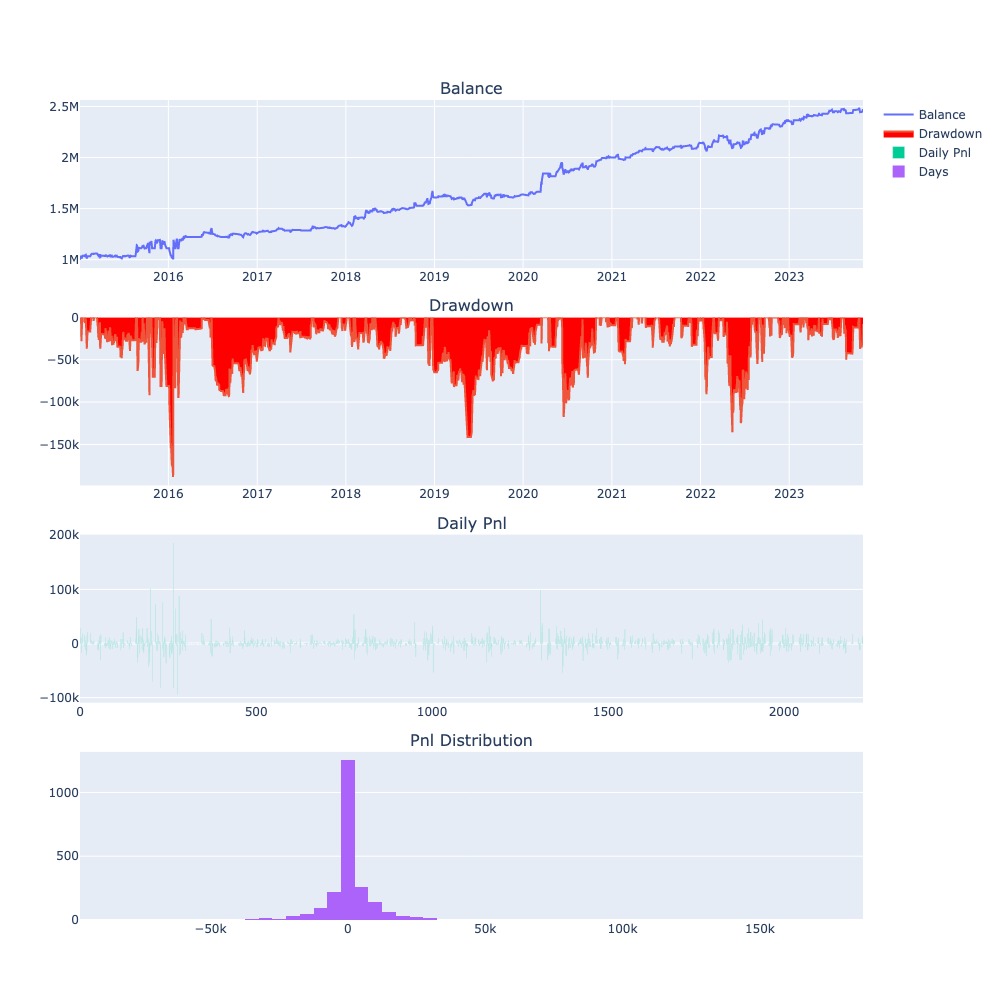 Balance
2.5M
2M
1.5M
1M
2016 2017 2018 2019 2020 2021 2022 2023
Balance
Drawdown
Daily Pnl
Days
Drawdown
0
−50k
−100k
−150k
2016 2017 2018 2019 2020 2021 2022 2023
Daily Pnl
200k
100k
0
−100k
0 500 1000 1500 2000
Pnl Distribution
1000
500
0
−50k 0 50k 100k 150k